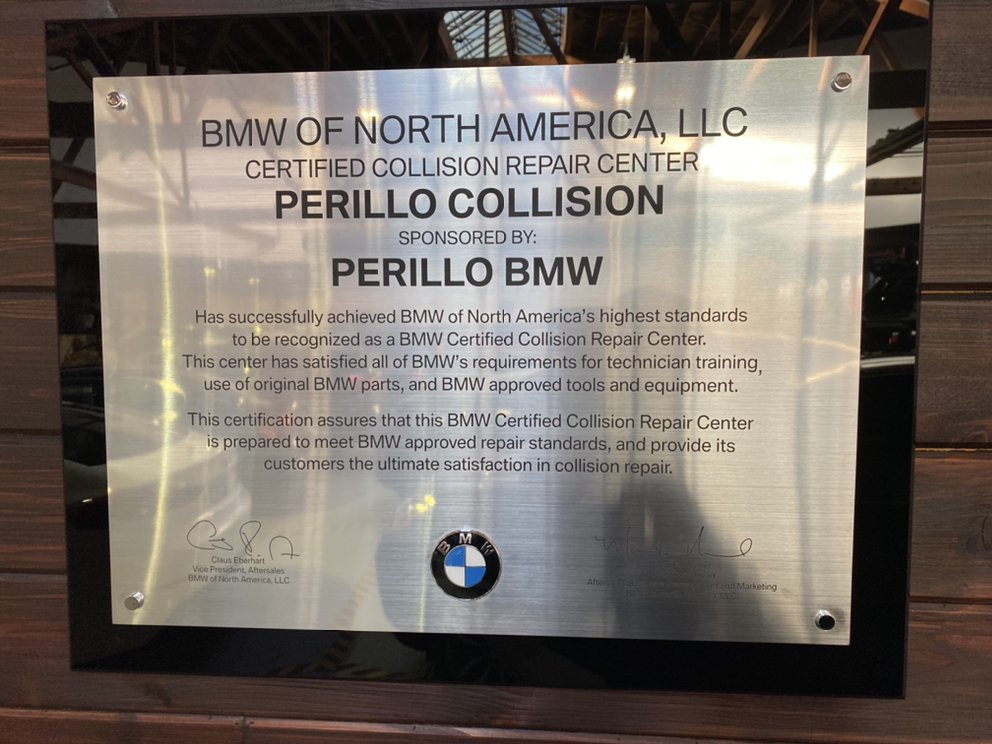 BMW OF NORTH AMERICA, LLC
CERTIFIED COLLISION REPAIR CENTER
PERILLO COLLISION
SPONSORED BY:
PERILLO BMW
Has successfully achieved BMW of North America's highest standards
to be recognized as a BMW Certified Collision Repair Center.
This center has satisfied all of BMW's requirements for technician training,
use of original BMW parts, and BMW approved tools and equipment.
This certification assures that this BMW Certified Collision Repair Center
is prepared to meet BMW approved repair standards, and provide its
customers the ultimate satisfaction in collision repair.
Claus Eberhart
Vice President, Aftersales
BMW of North America, LLC
BMW
and Marketing
LLC